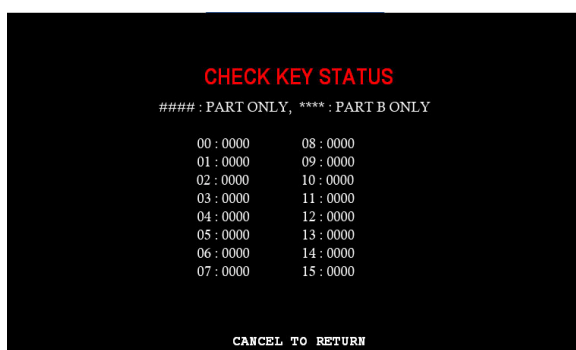 CHECK KEY STATUS
#### : PART ONLY, **** : PART B ONLY
00 : 0000 08 : 0000
01 : 0000 09 : 0000
02 : 0000 10 : 0000
03 : 0000 11 : 0000
04 : 0000 12 : 0000
05 : 0000 13 : 0000
06 : 0000 14 : 0000
07 : 0000 15 : 0000
CANCEL TO RETURN